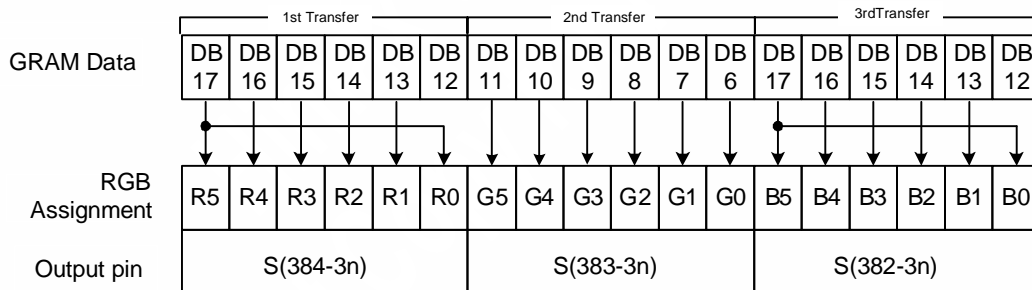 1st Transfer 2nd Transfer 3rdTransfer
GRAM Data DB 17 DB 16 DB 15 DB 14 DB 13 DB 12 DB 11 DB 10 DB 9 DB 8 DB 7 DB 6 DB 17 DB 16 DB 15 DB 14 DB 13 DB 12
RGB Assignment R5 R4 R3 R2 R1 R0 G5 G4 G3 G2 G1 G0 B5 B4 B3 B2 B1 B0
Output pin S(384-3n) S(383-3n) S(382-3n)